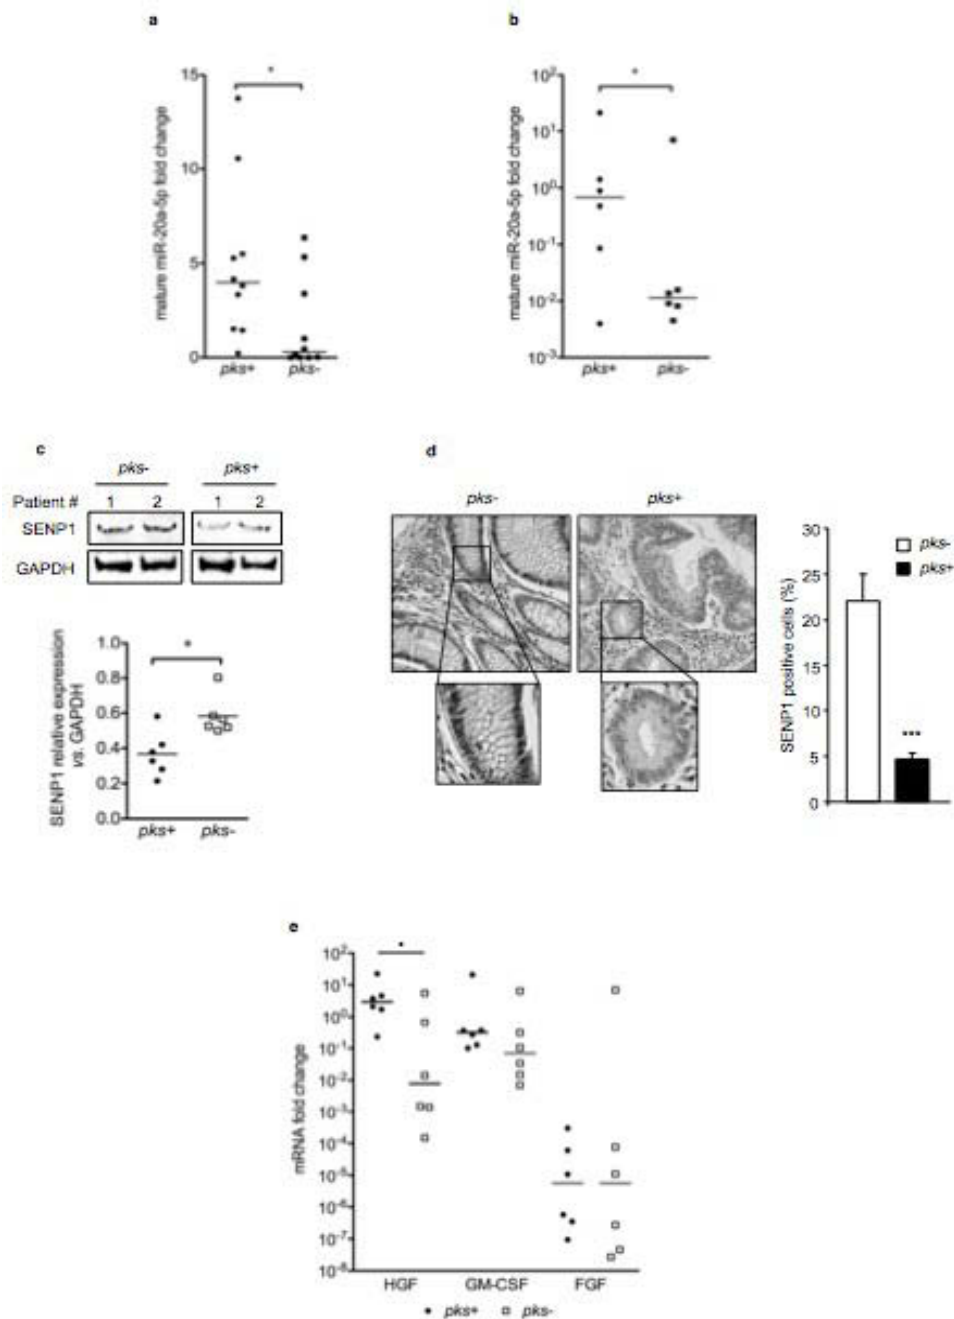 a
mature miR-20a-5p fold change
15
10
5
0
*
pks+ pks-
b
mature miR-20a-5p fold change
10²
10¹
10⁰
10⁻¹
10⁻²
10⁻³
*
pks+ pks-
c
pks- pks+
Patient # 1 2 1 2
SENP1
GAPDH
SENP1 relative expression
vs. GAPDH
1.0
0.8
0.6
0.4
0.2
0.0
*
pks+ pks-
d
pks- pks+
SENP1 positive cells (%)
30
25
20
15
10
5
0
***
pks-
pks+
e
mRNA fold change
10²
10¹
10⁰
10⁻¹
10⁻²
10⁻³
10⁻⁴
10⁻⁵
10⁻⁶
10⁻⁷
10⁻⁸
*
HGF GM-CSF FGF
pks+ pks-